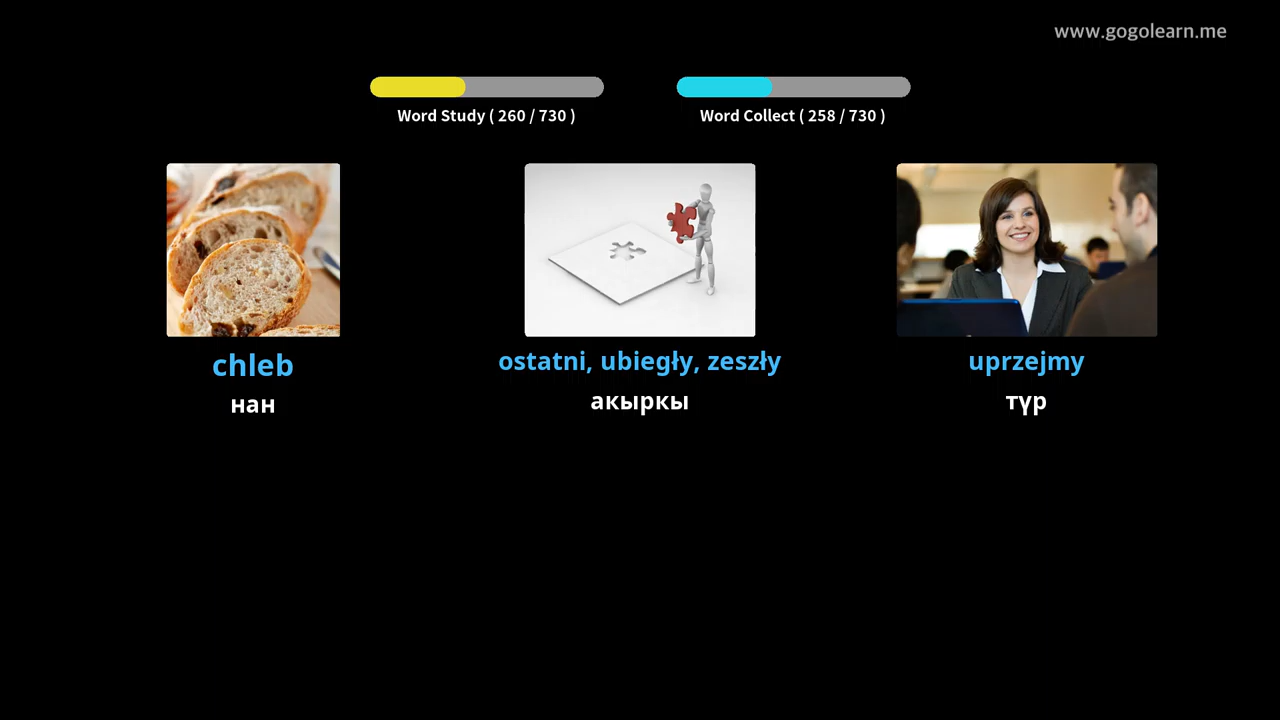 www.gogolearn.me
Word Study ( 260 / 730 )
Word Collect ( 258 / 730 )
chleb
нан
ostatni, ubiegły, zeszły
акыркы
uprzejmy
түр